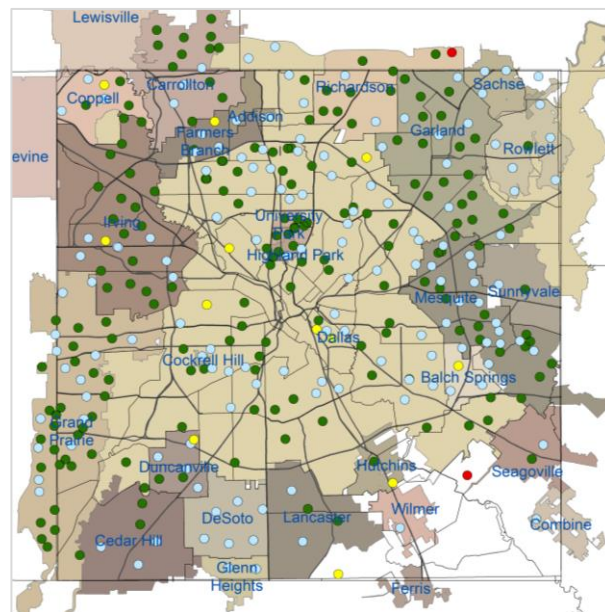 Lewisville
Coppell
Carrollton
Addison
Richardson
Sachse
Farmers
Branch
Garland
Rowlett
evine
Irving
University
Park
Highland Park
Mesquite
Sunnyvale
Dallas
Cockrell Hill
Balch Springs
Grand
Prairie
Duncanville
Hutchins
Seagoville
DeSoto
Lancaster
Wilmer
Combine
Cedar Hill
Glenn
Heights
Ferris